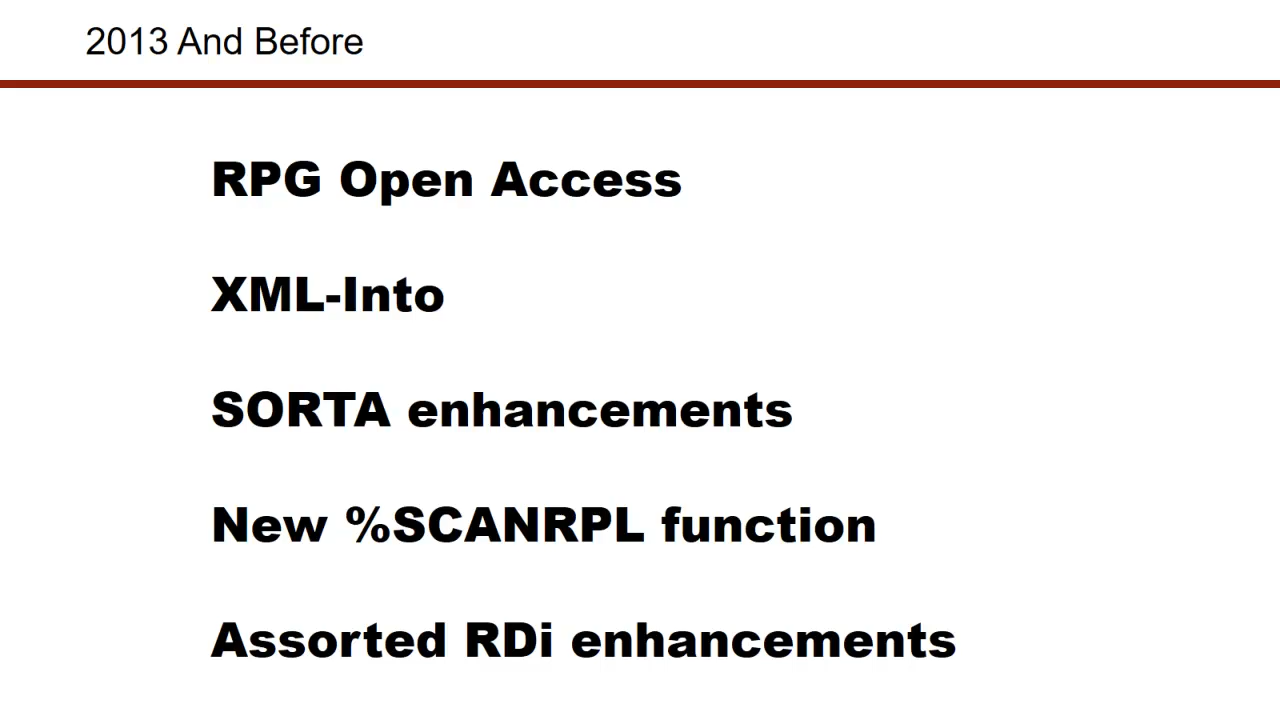 2013 And Before
RPG Open Access
XML-Into
SORTA enhancements
New %SCANRPL function
Assorted RDi enhancements